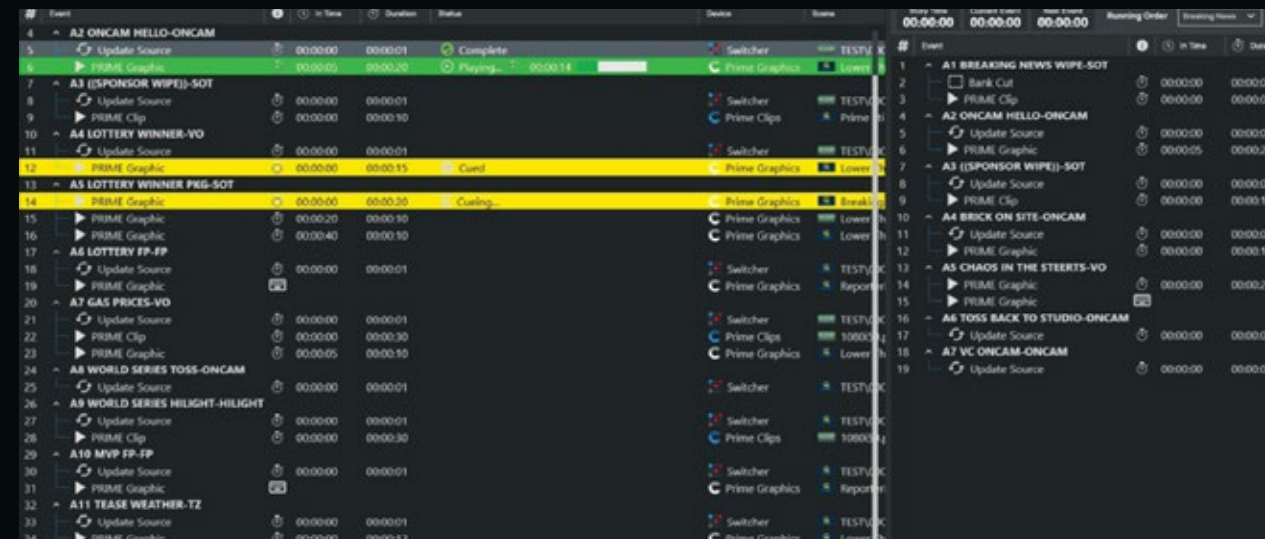 # Event In Time Duration Status Device Scene
4 A2 ONCAM HELLO-ONCAM
5 Update Source 00:00:00 00:00:01 Complete Switcher
6 PRIME Graphic 00:00:05 00:00:20 Playing... 00:00:14 Prime Graphics Lower
7 A3 ((SPONSOR WIPE))-SOT
8 Update Source 00:00:00 00:00:01 Switcher
9 PRIME Clip 00:00:00 00:00:10 Prime Clips Prime
10 A4 LOTTERY WINNER-VO
11 Update Source 00:00:00 00:00:01 Switcher
12 PRIME Graphic 00:00:00 00:00:15 Cued Prime Graphics Lower
13 A5 LOTTERY WINNER PKG-SOT
14 PRIME Graphic 00:00:00 00:00:20 Cueing... Prime Graphics
15 PRIME Graphic 00:00:20 00:00:10 Prime Graphics Lower
16 PRIME Graphic 00:00:40 00:00:10 Prime Graphics Lower
17 A6 LOTTERY FP-FP
18 Update Source 00:00:00 00:00:01 Switcher
19 PRIME Graphic Prime Graphics
20 A7 GAS PRICES-VO
21 Update Source 00:00:00 00:00:01 Switcher
22 PRIME Clip 00:00:00 00:00:30 Prime Clips
23 PRIME Graphic 00:00:05 00:00:10 Prime Graphics Lower
24 A8 WORLD SERIES TOSS-ONCAM
25 Update Source 00:00:00 00:00:01 Switcher
26 A9 WORLD SERIES HILIGHT-HILIGHT
27 Update Source 00:00:00 00:00:01 Switcher
28 PRIME Clip 00:00:00 00:00:30 Prime Clips
29 A10 MVP FP-FP
30 Update Source 00:00:00 00:00:01 Switcher
31 PRIME Graphic Prime Graphics
32 A11 TEASE WEATHER-TZ
33 Update Source 00:00:00 00:00:01 Switcher
Story Time Current Event Next Event Running Order Breaking News
00:00:00 00:00:00 00:00:00
# Event In Time
1 A1 BREAKING NEWS WIPE-SOT
2 Bank Cut 00:00:00
3 PRIME Clip 00:00:00
4 A2 ONCAM HELLO-ONCAM
5 Update Source 00:00:00
6 PRIME Graphic 00:00:05
7 A3 ((SPONSOR WIPE))-SOT
8 Update Source 00:00:00
9 PRIME Clip 00:00:00
10 A4 BRICK ON SITE-ONCAM
11 Update Source 00:00:00
12 PRIME Graphic 00:00:00
13 A5 CHAOS IN THE STEERTS-VO
14 PRIME Graphic 00:00:00
15 PRIME Graphic
16 A6 TOSS BACK TO STUDIO-ONCAM
17 Update Source 00:00:00
18 A7 VC ONCAM-ONCAM
19 Update Source 00:00:00